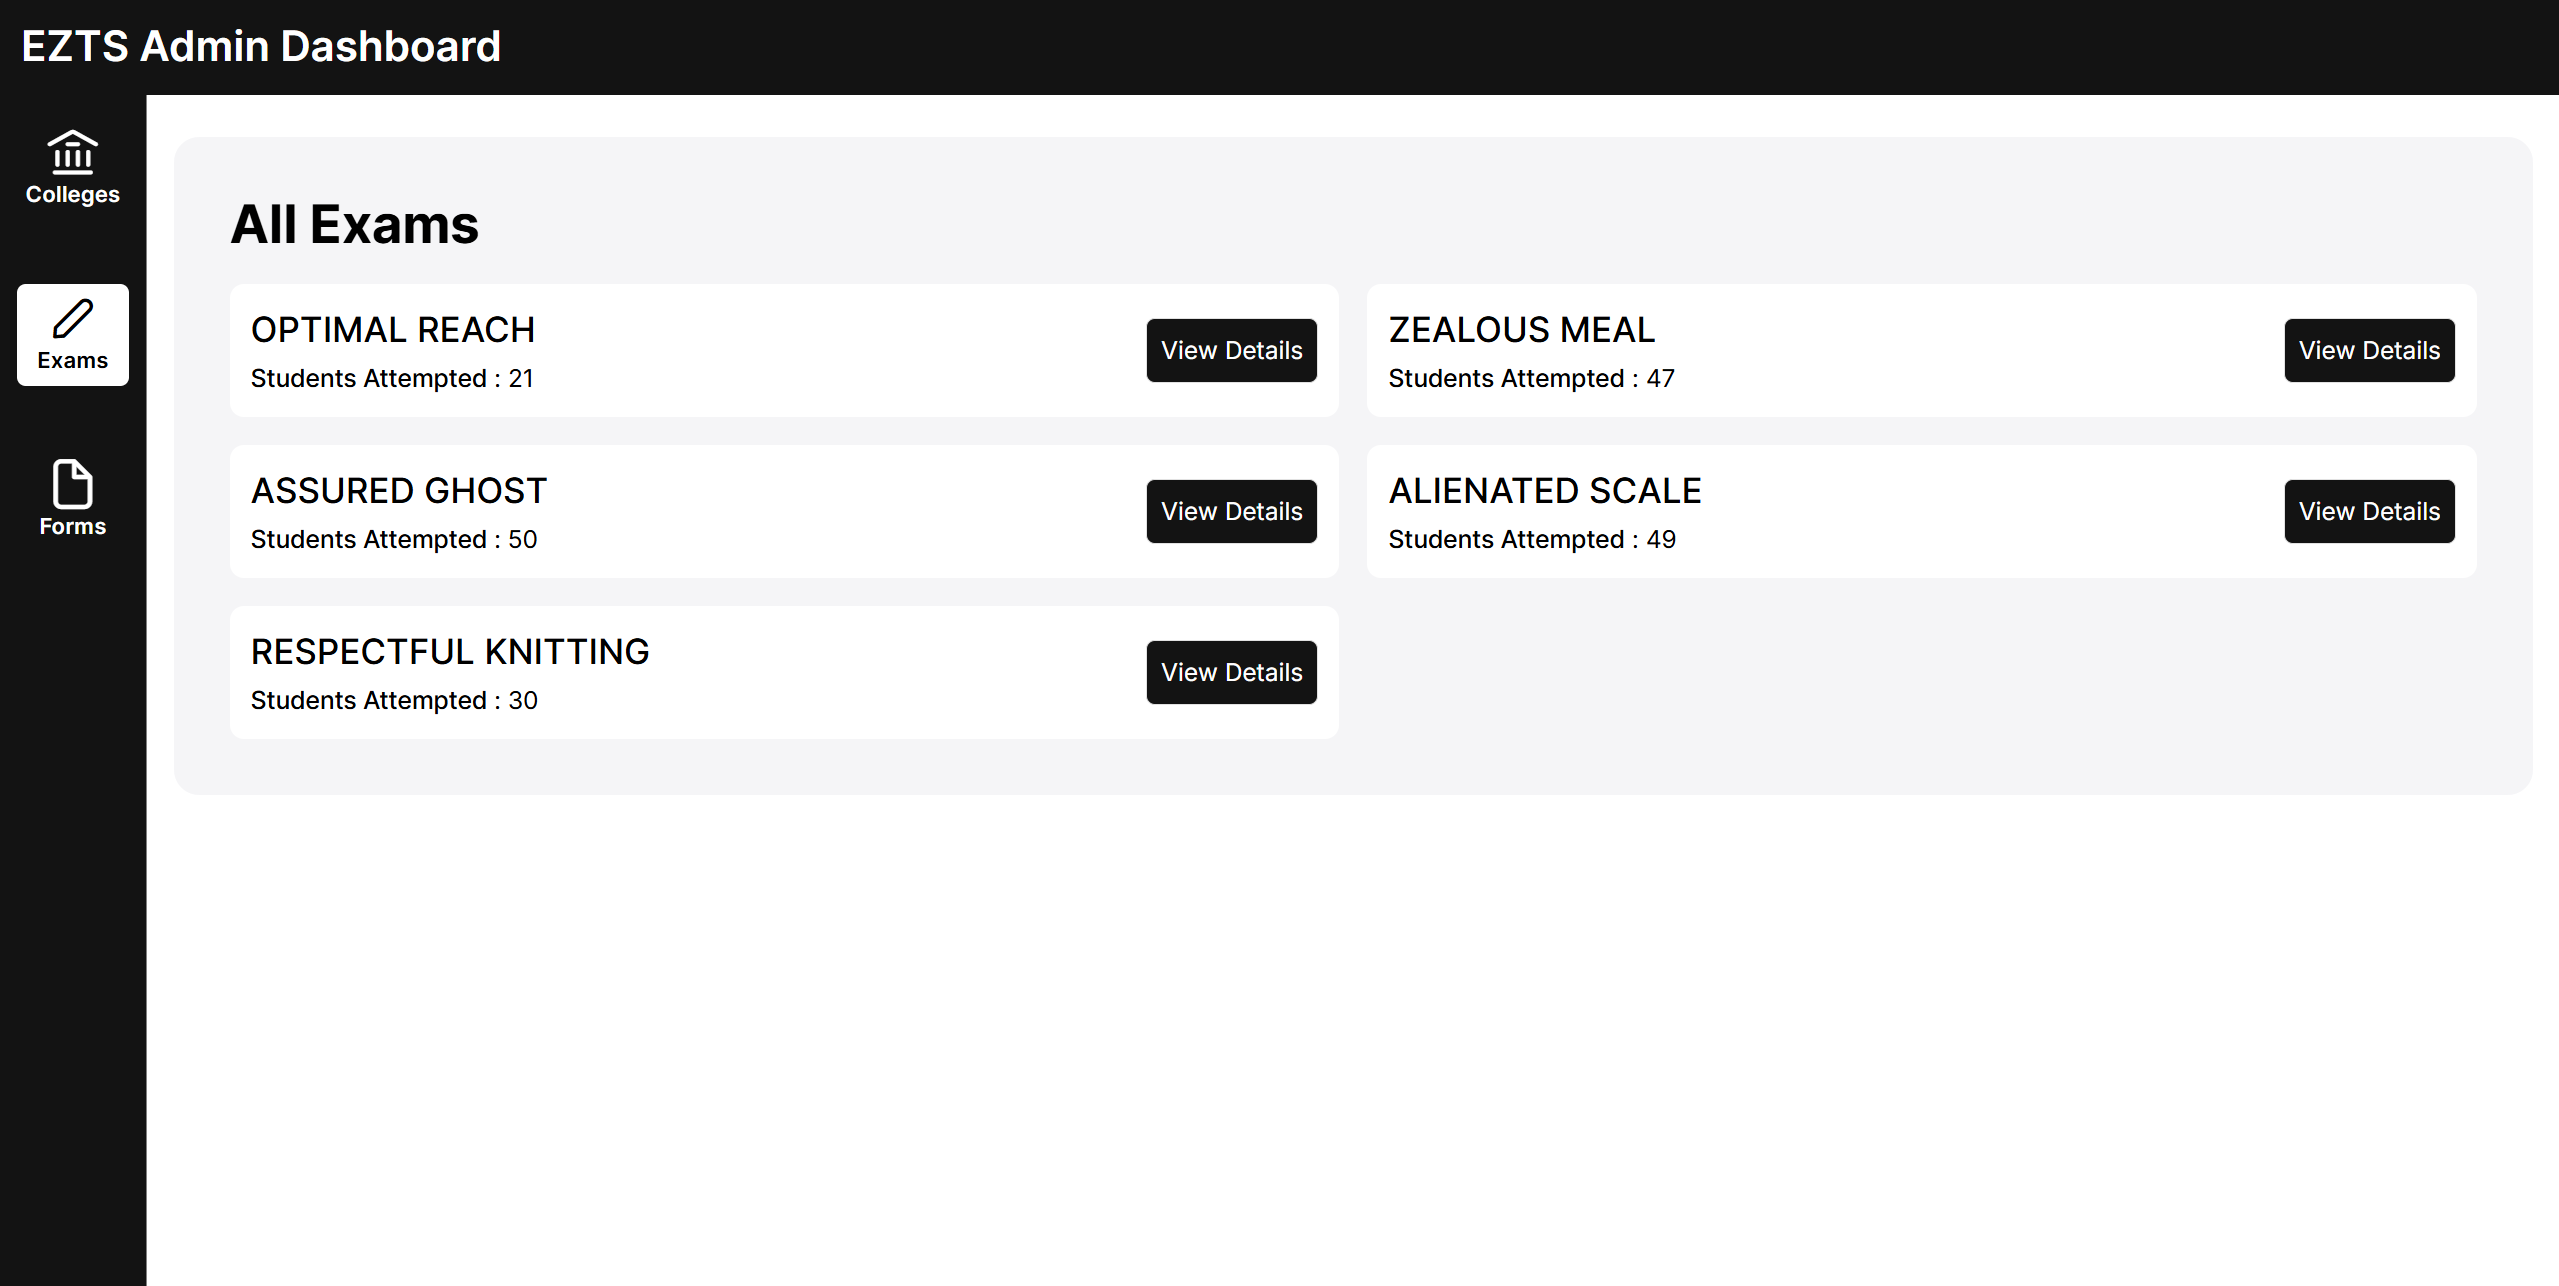 EZTS Admin Dashboard
Colleges
Exams
Forms
All Exams
OPTIMAL REACH
Students Attempted : 21
View Details
ZEALOUS MEAL
Students Attempted : 47
View Details
ASSURED GHOST
Students Attempted : 50
View Details
ALIENATED SCALE
Students Attempted : 49
View Details
RESPECTFUL KNITTING
Students Attempted : 30
View Details